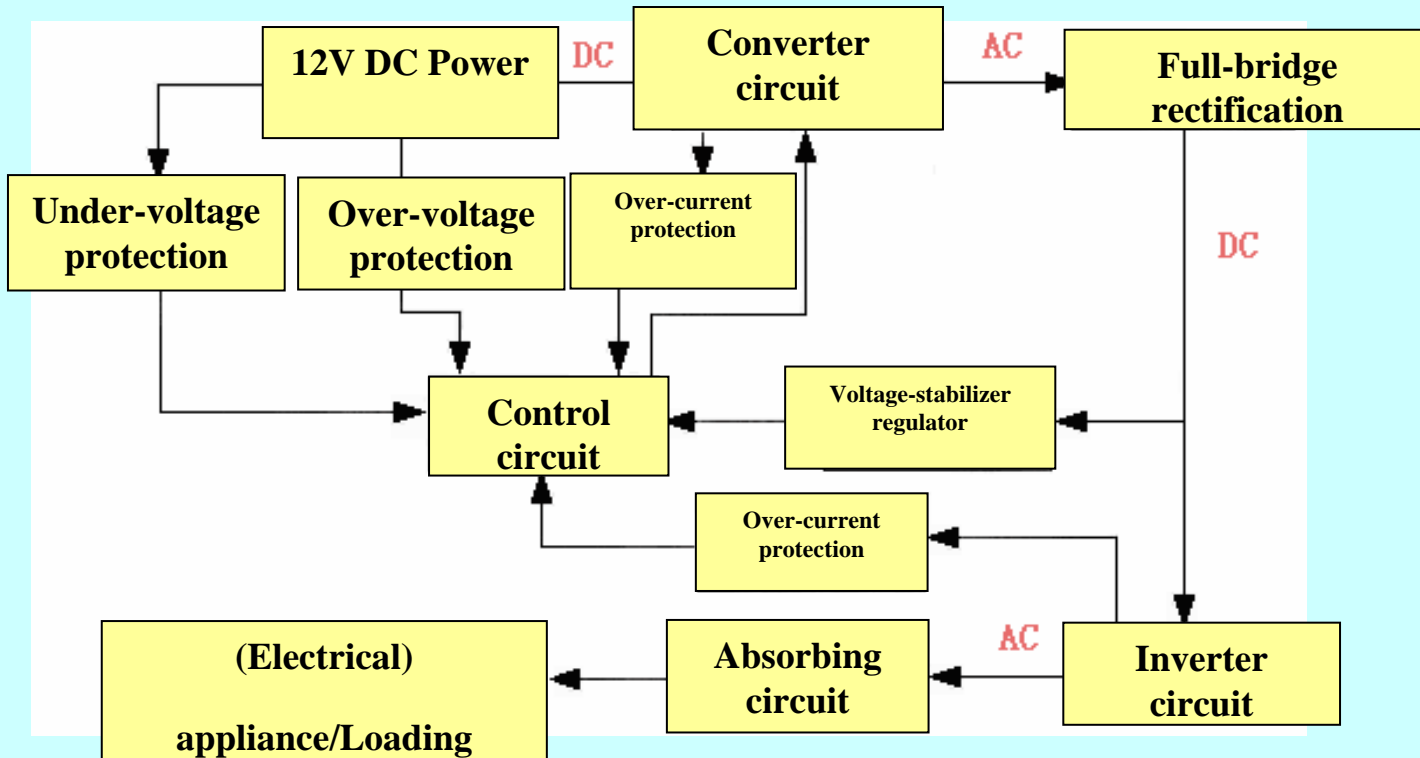 12V DC Power
DC
Converter
circuit
AC
Full-bridge
rectification
Under-voltage
protection
Over-voltage
protection
Over-current
protection
DC
Control
circuit
Voltage-stabilizer
regulator
Over-current
protection
(Electrical)
appliance/Loading
Absorbing
circuit
AC
Inverter
circuit